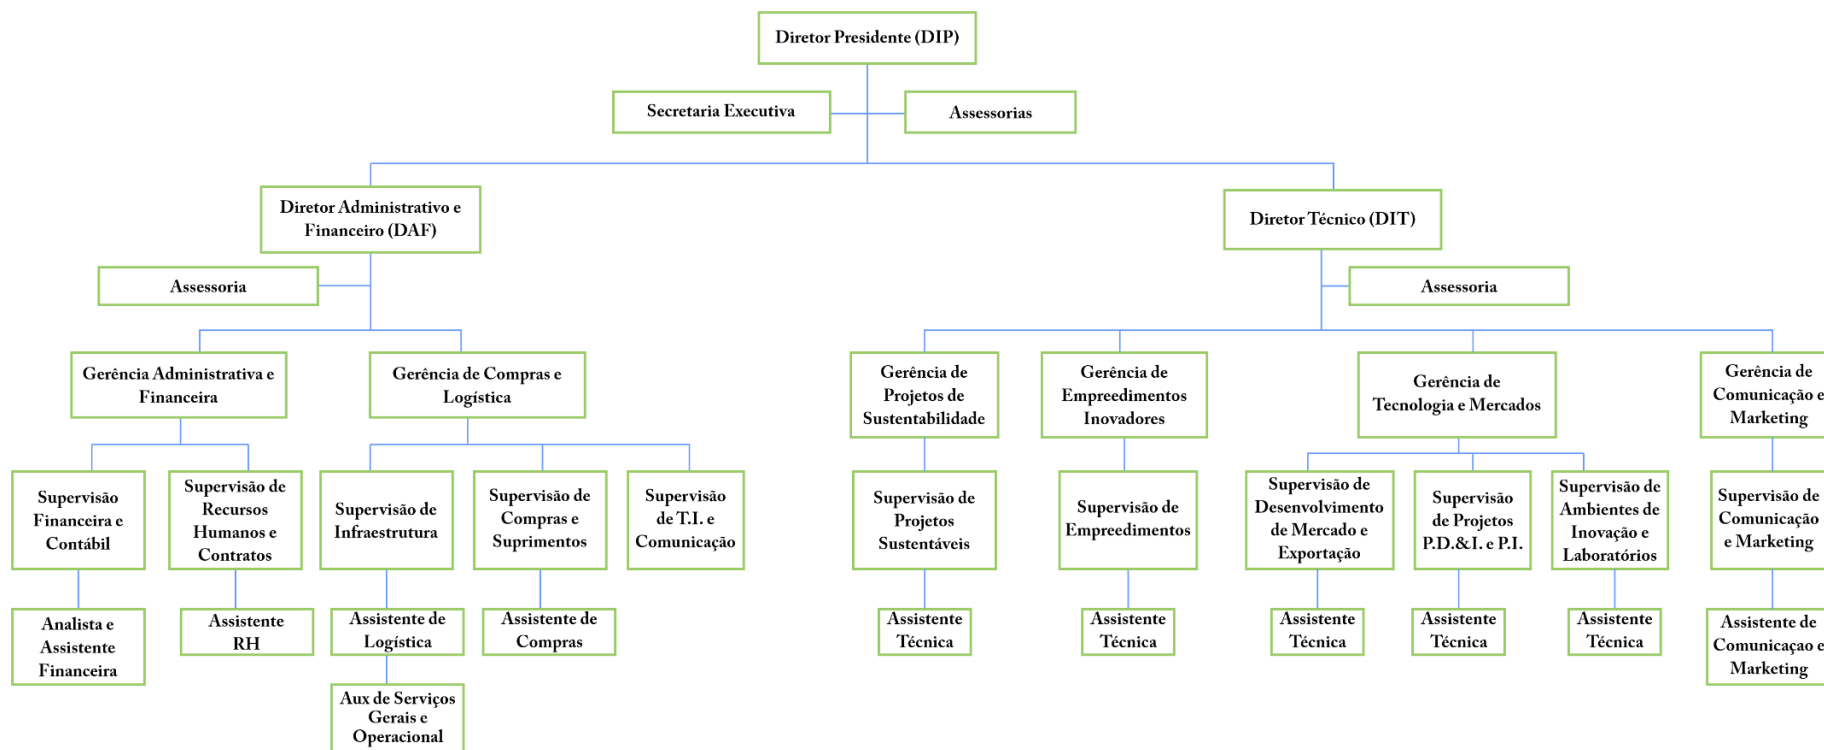 Diretor Presidente (DIP)
Secretaria Executiva
Assessorias
Diretor Administrativo e
Financeiro (DAF)
Diretor Técnico (DIT)
Assessoria
Assessoria
Gerência Administrativa e
Financeira
Gerência de Compras e
Logística
Gerência de
Projetos de
Sustentabilidade
Gerência de
Empreedimentos
Inovadores
Gerência de
Tecnologia e Mercados
Gerência de
Comunicação e
Marketing
Supervisão
Financeira e
Contábil
Supervisão de
Recursos
Humanos e
Contratos
Supervisão de
Infraestrutura
Supervisão de
Compras e
Suprimentos
Supervisão
de T.I. e
Comunicação
Supervisão de
Projetos
Sustentáveis
Supervisão de
Empreedimentos
Supervisão de
Desenvolvimento
de Mercado e
Exportação
Supervisão
de Projetos
P.D.&I. e P.I.
Supervisão de
Ambientes de
Inovação e
Laboratórios
Supervisão de
Comunicação
e Marketing
Analista e
Assistente
Financeira
Assistente
RH
Assistente de
Logística
Assistente de
Compras
Assistente
Técnica
Assistente
Técnica
Assistente
Técnica
Assistente
Técnica
Assistente
Técnica
Assistente de
Comunicaçao e
Marketing
Aux de Serviços
Gerais e
Operacional